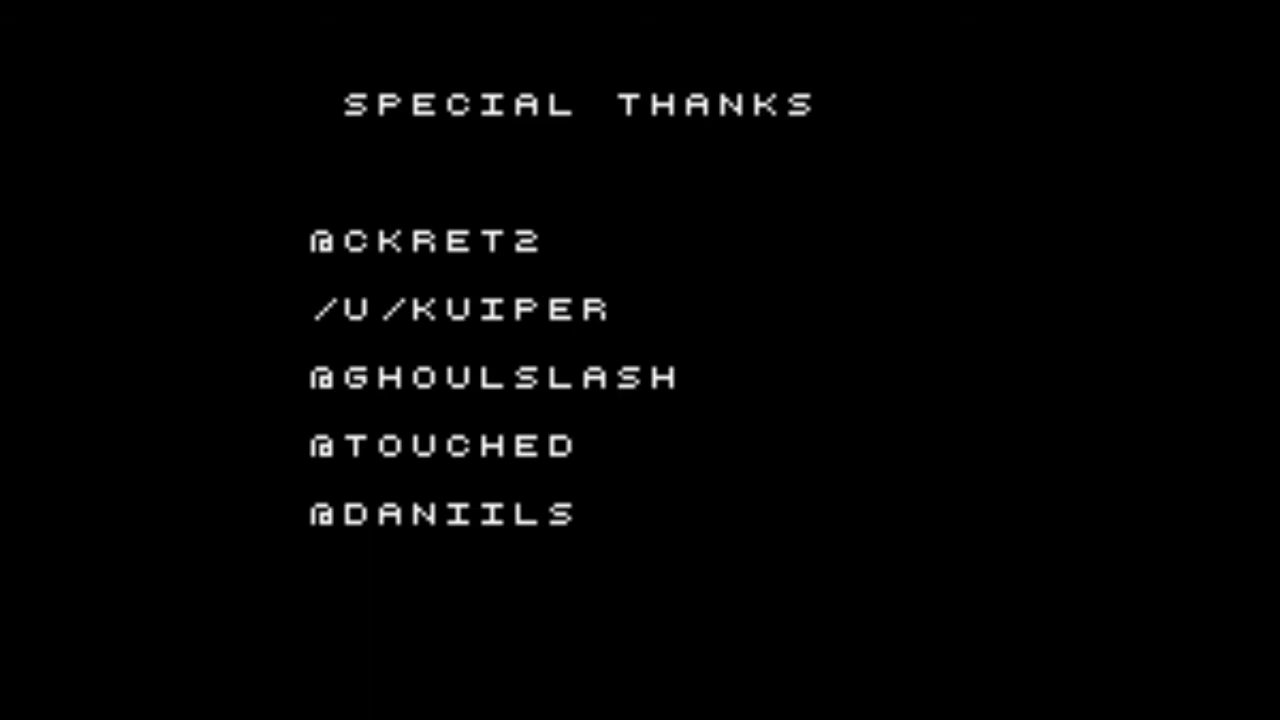 SPECIAL THANKS
@CKRET2
/U/KUIPER
@GHOULSLASH
@TOUCHED
@DANIILS